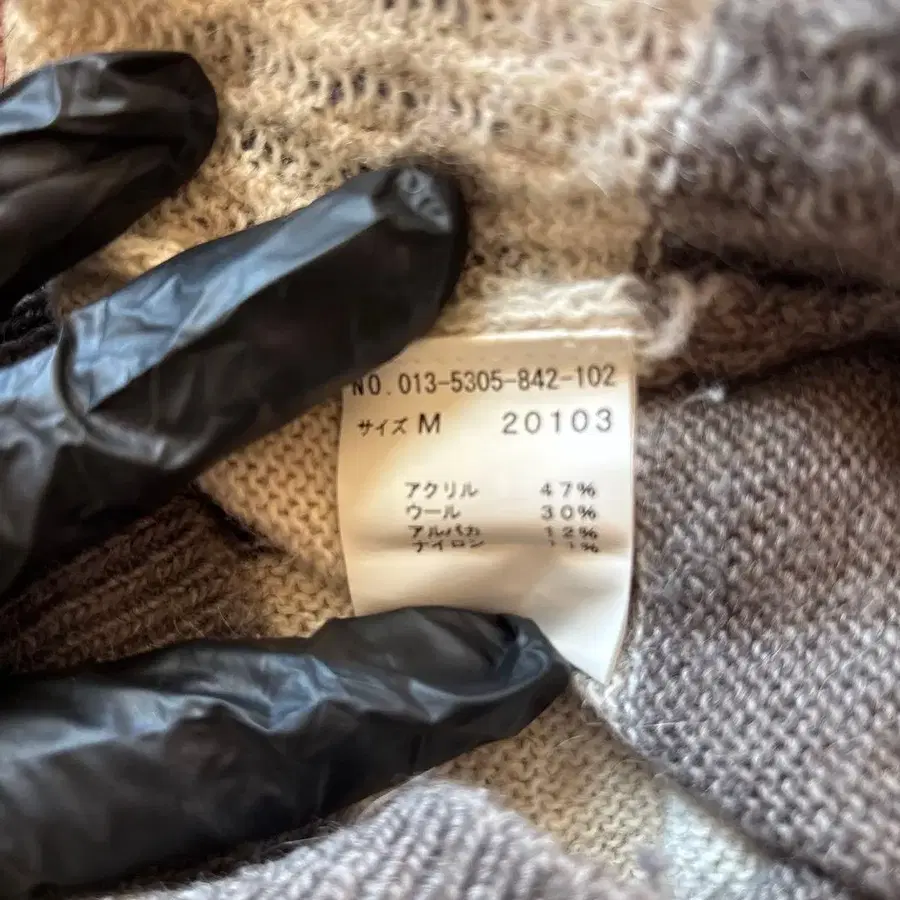 NO. 013-5305-842-102
サイズ M 20103
アクリル 47%
ウール 30%
アルパカ 12%
ナイロン 11%